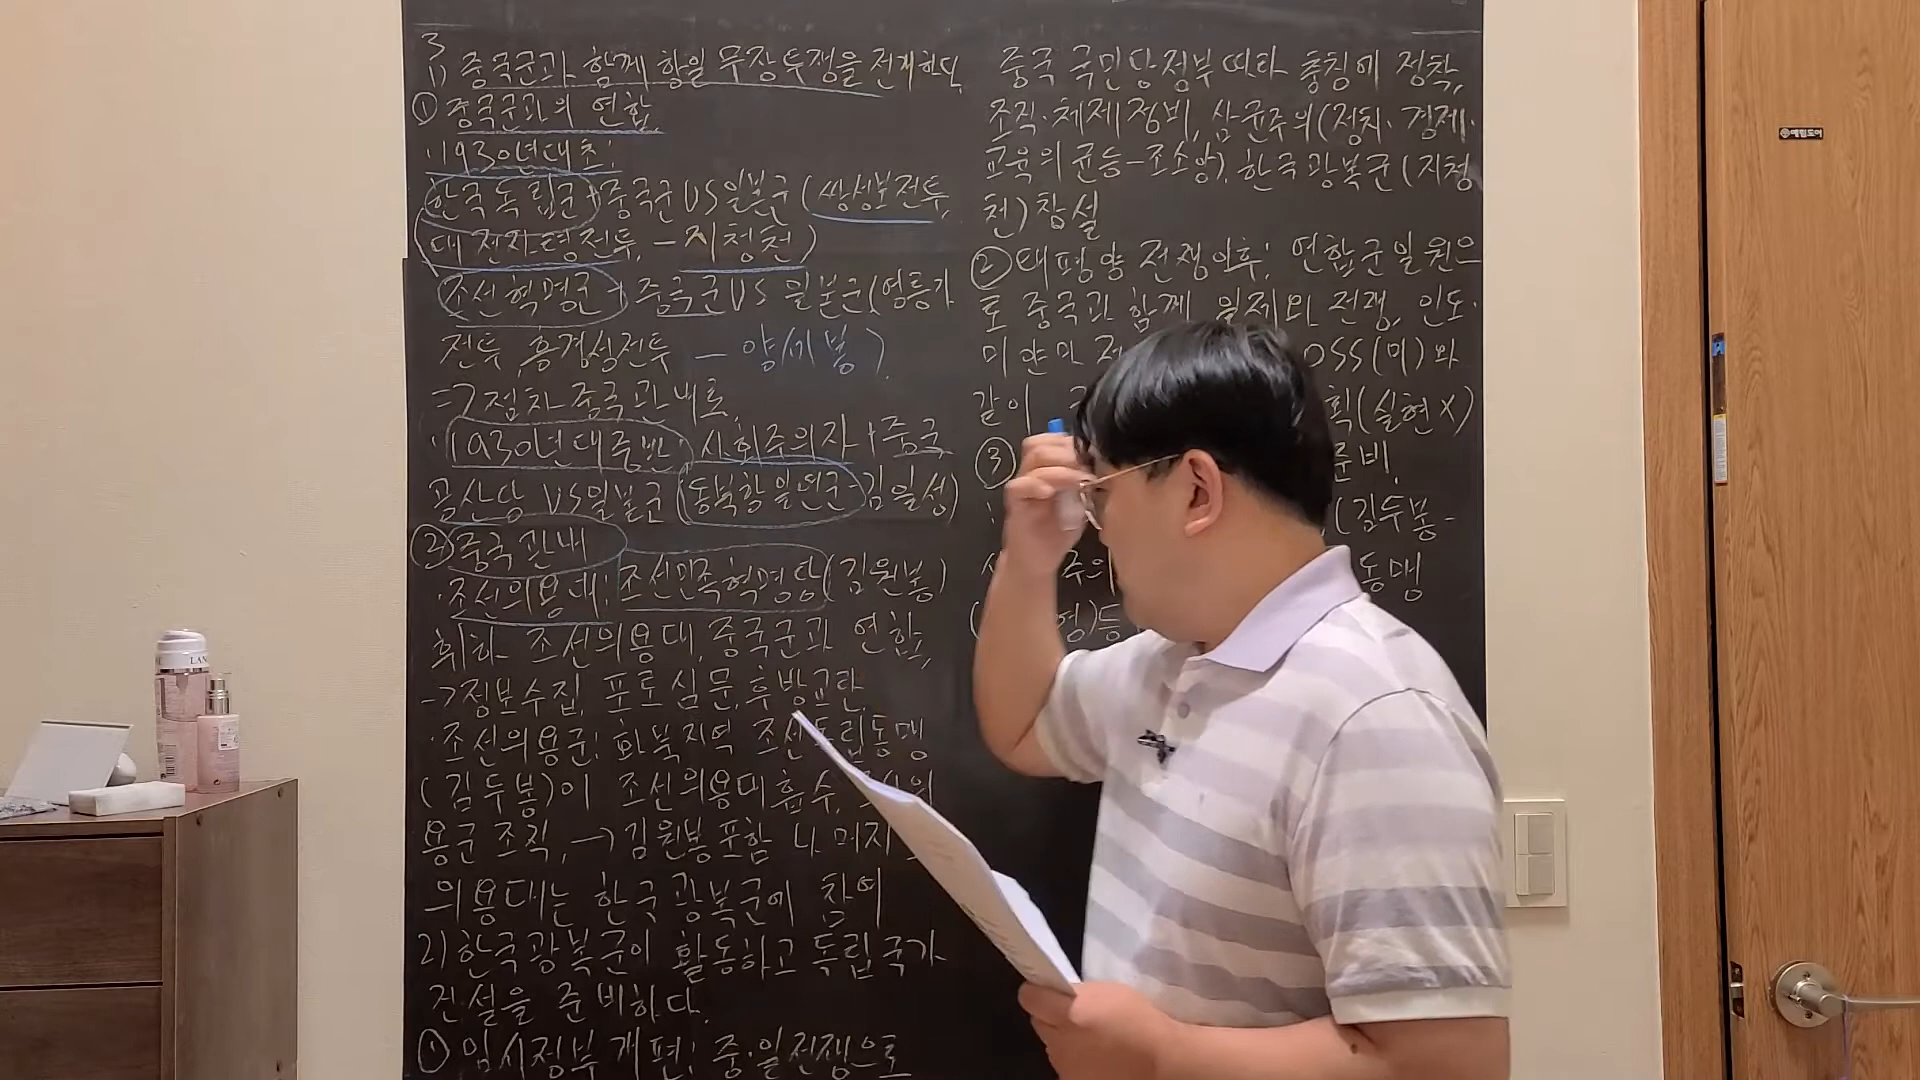 3
1) 중국군과 함께 항일 무장투쟁을 전개하다.
① 중국군과의 연합
·1930년대 초:
한국독립군+중국군 VS 일본군(쌍성보전투,
대전자령전투, - 지청천)
조선혁명군+중국군 VS 일본군(영릉가
전투, 흥경성전투 - 양세봉).
=> 점차 중국 관내로
·1930년대 중반: 사회주의자+중국
공산당 VS 일본군(동북항일연군-김일성)
② 중국 관내
·조선의용대: 조선민족혁명당(김원봉)
휘하 조선의용대, 중국군과 연합,
→정보수집, 포로심문, 후방교란,
·조선의용군: 화북지역 조선독립동맹
(김두봉)이 조선의용대 흡수,
용군 조직, → 김원봉 포함 나머지
의용대는 한국 광복군에 참여
2) 한국광복군이 활동하고 독립국가
건설을 준비하다.
① 임시정부 개편: 중·일전쟁으로
중국 국민당정부 따라 충칭에 정착,
조직·체제정비, 삼균주의(정치·경제·
교육의 균등-조소앙), 한국광복군(지청
천) 창설
② 태평양 전쟁이후: 연합군 일원으
로 중국과 함께 일제와 전쟁, 인도·
미얀마 OSS(미)와
같이 (실현X)
③ 준비,
(김두봉-
동맹
등
예림도어
LAN